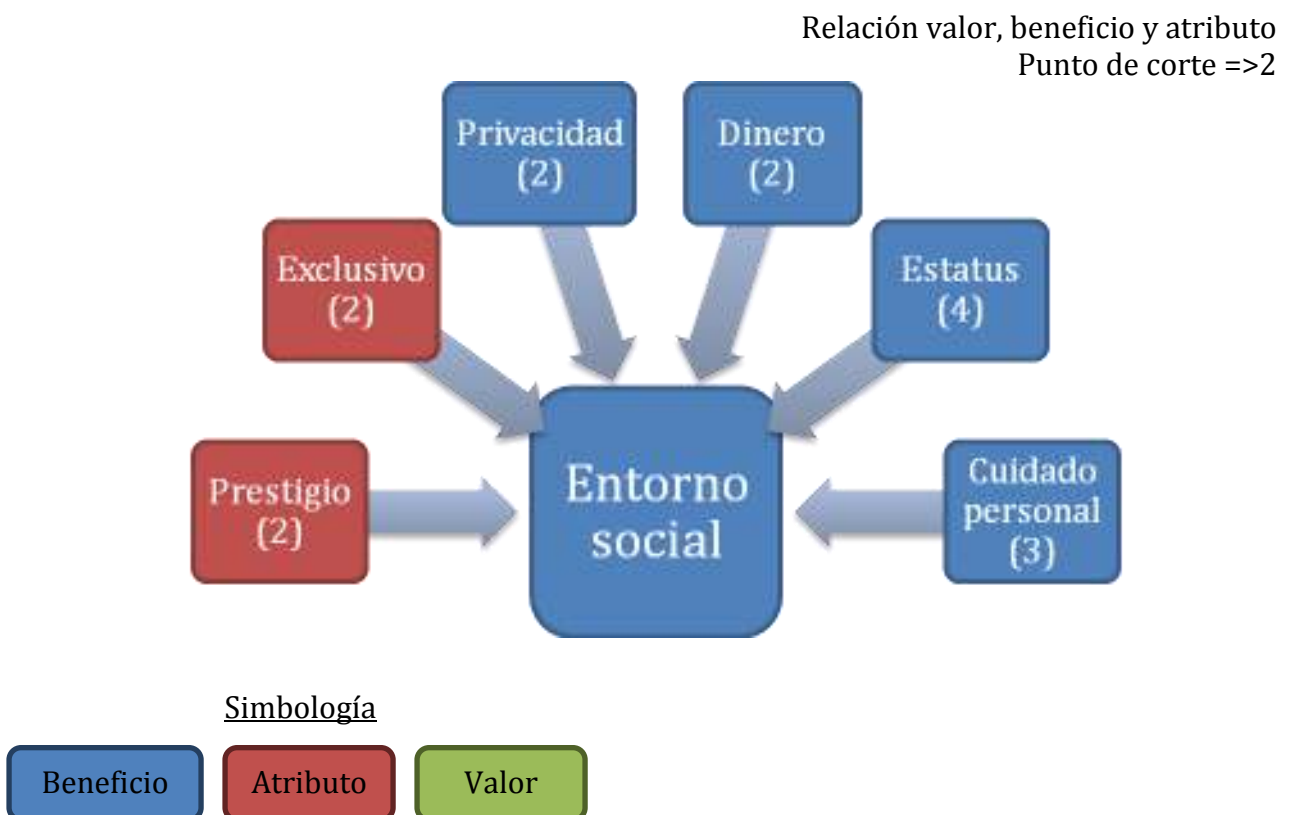 Relación valor, beneficio y atributo
Punto de corte =>2
Privacidad
(2)
Dinero
(2)
Exclusivo
(2)
Estatus
(4)
Prestigio
(2)
Entorno
social
Cuidado
personal
(3)
Simbología
Beneficio
Atributo
Valor